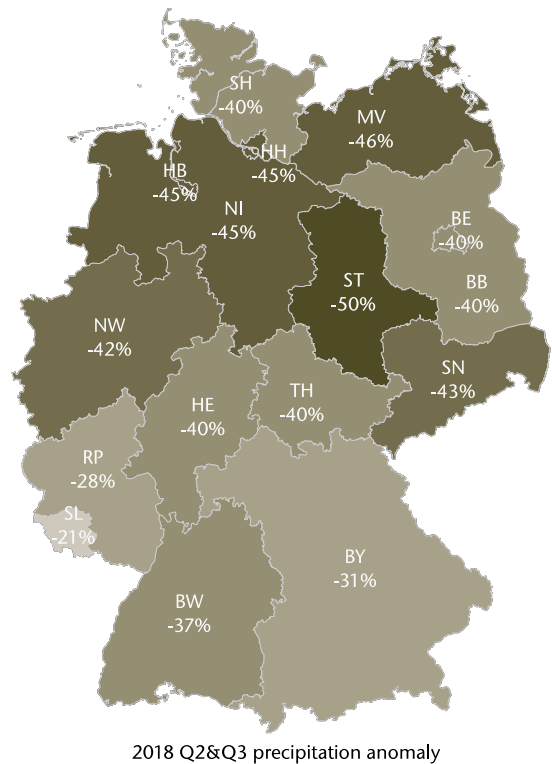 SH
-40%
MV
-46%
HH
-45%
HB
-45%
NI
-45%
BE
-40%
ST
-50%
BB
-40%
NW
-42%
SN
-43%
TH
-40%
HE
-40%
RP
-28%
SL
-21%
BY
-31%
BW
-37%
2018 Q2&Q3 precipitation anomaly